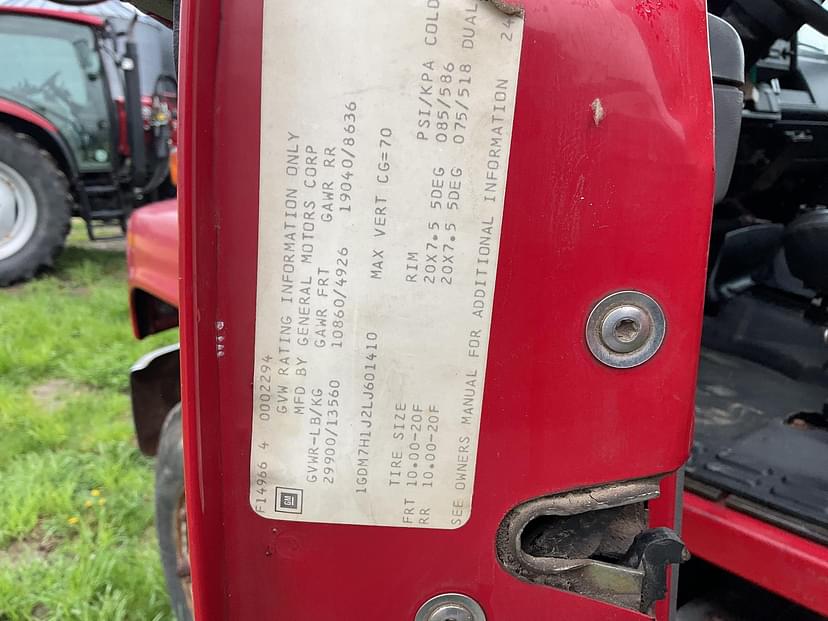 F14966 4 0002294
GVW RATING INFORMATION ONLY
MFD BY GENERAL MOTORS CORP
GVWR-LB/KG GAWR FRT GAWR RR
29900/13560 10860/4926 19040/8636
GM
1GDM7H1J2LJ601410 MAX VERT CG=70
TIRE SIZE RIM PSI/KPA COLD
FRT 10.00-20F 20X7.5 5DEG 085/586
RR 10.00-20F 20X7.5 5DEG 075/518 DUAL
SEE OWNERS MANUAL FOR ADDITIONAL INFORMATION 24